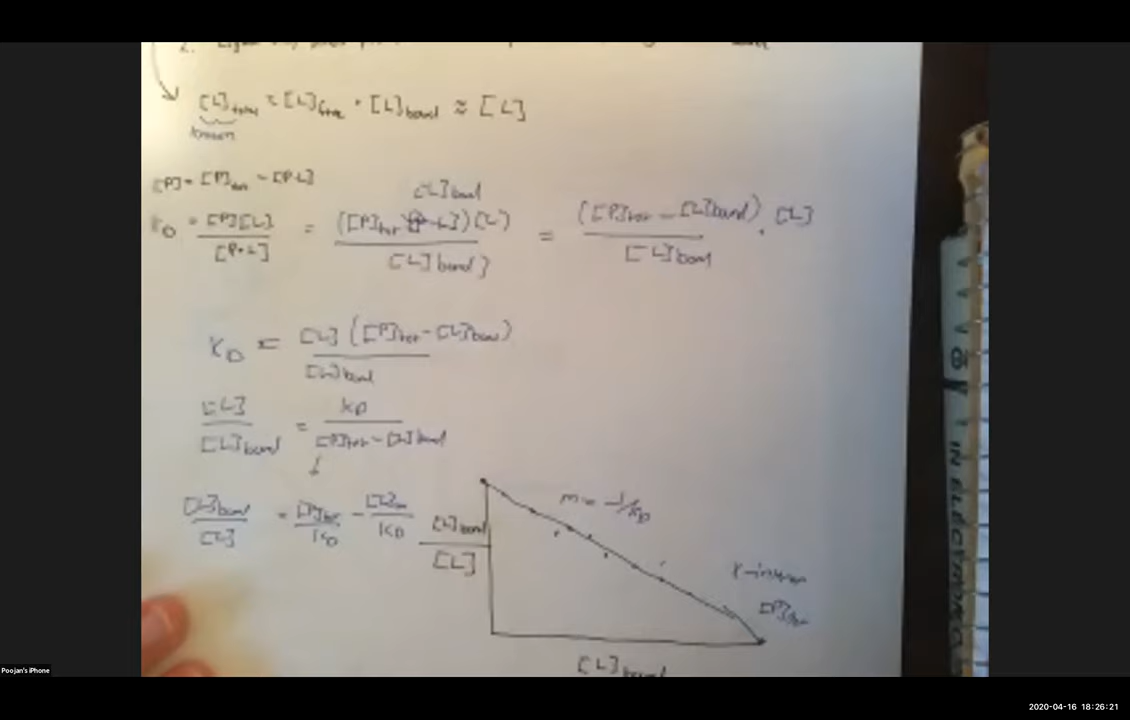 2.
[L]total = [L]free + [L]bound ≈ [L]
known
[P] = [P]tot - [P·L]
[L]bound
KD = [P][L] / [P·L] = ([P]tot - [P·L])[L] / [L]bound = ([P]tot - [L]bound) · [L] / [L]bound
KD = [L] ([P]tot - [L]bound) / [L]bound
[L] / [L]bound = KD / [P]tot - [L]bound
[L]bound / [L] = [P]tot / KD - [L]bound / KD
[L]bound / [L]
m = -1/KD
x-intercept
[P]tot
[L]bound
Poojan's iPhone
2020-04-16 18:26:21